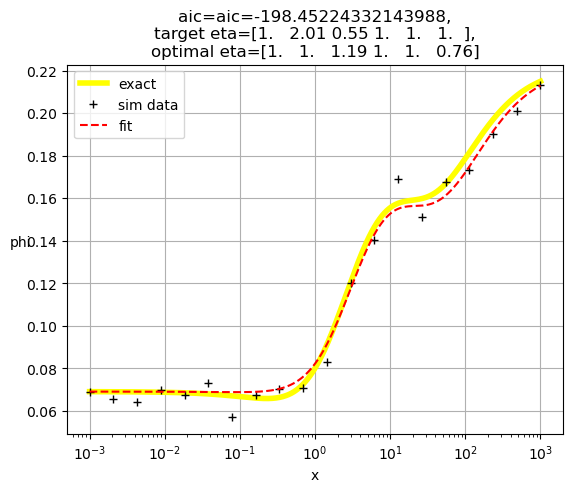 aic=aic=-198.45224332143988,
target eta=[1.   2.01 0.55 1.   1.   1.  ],
optimal eta=[1.   1.   1.19 1.   1.   0.76]
exact
sim data
fit
0.22
0.20
0.18
0.16
0.14
0.12
0.10
0.08
0.06
phi
10⁻³
10⁻²
10⁻¹
10⁰
10¹
10²
10³
x